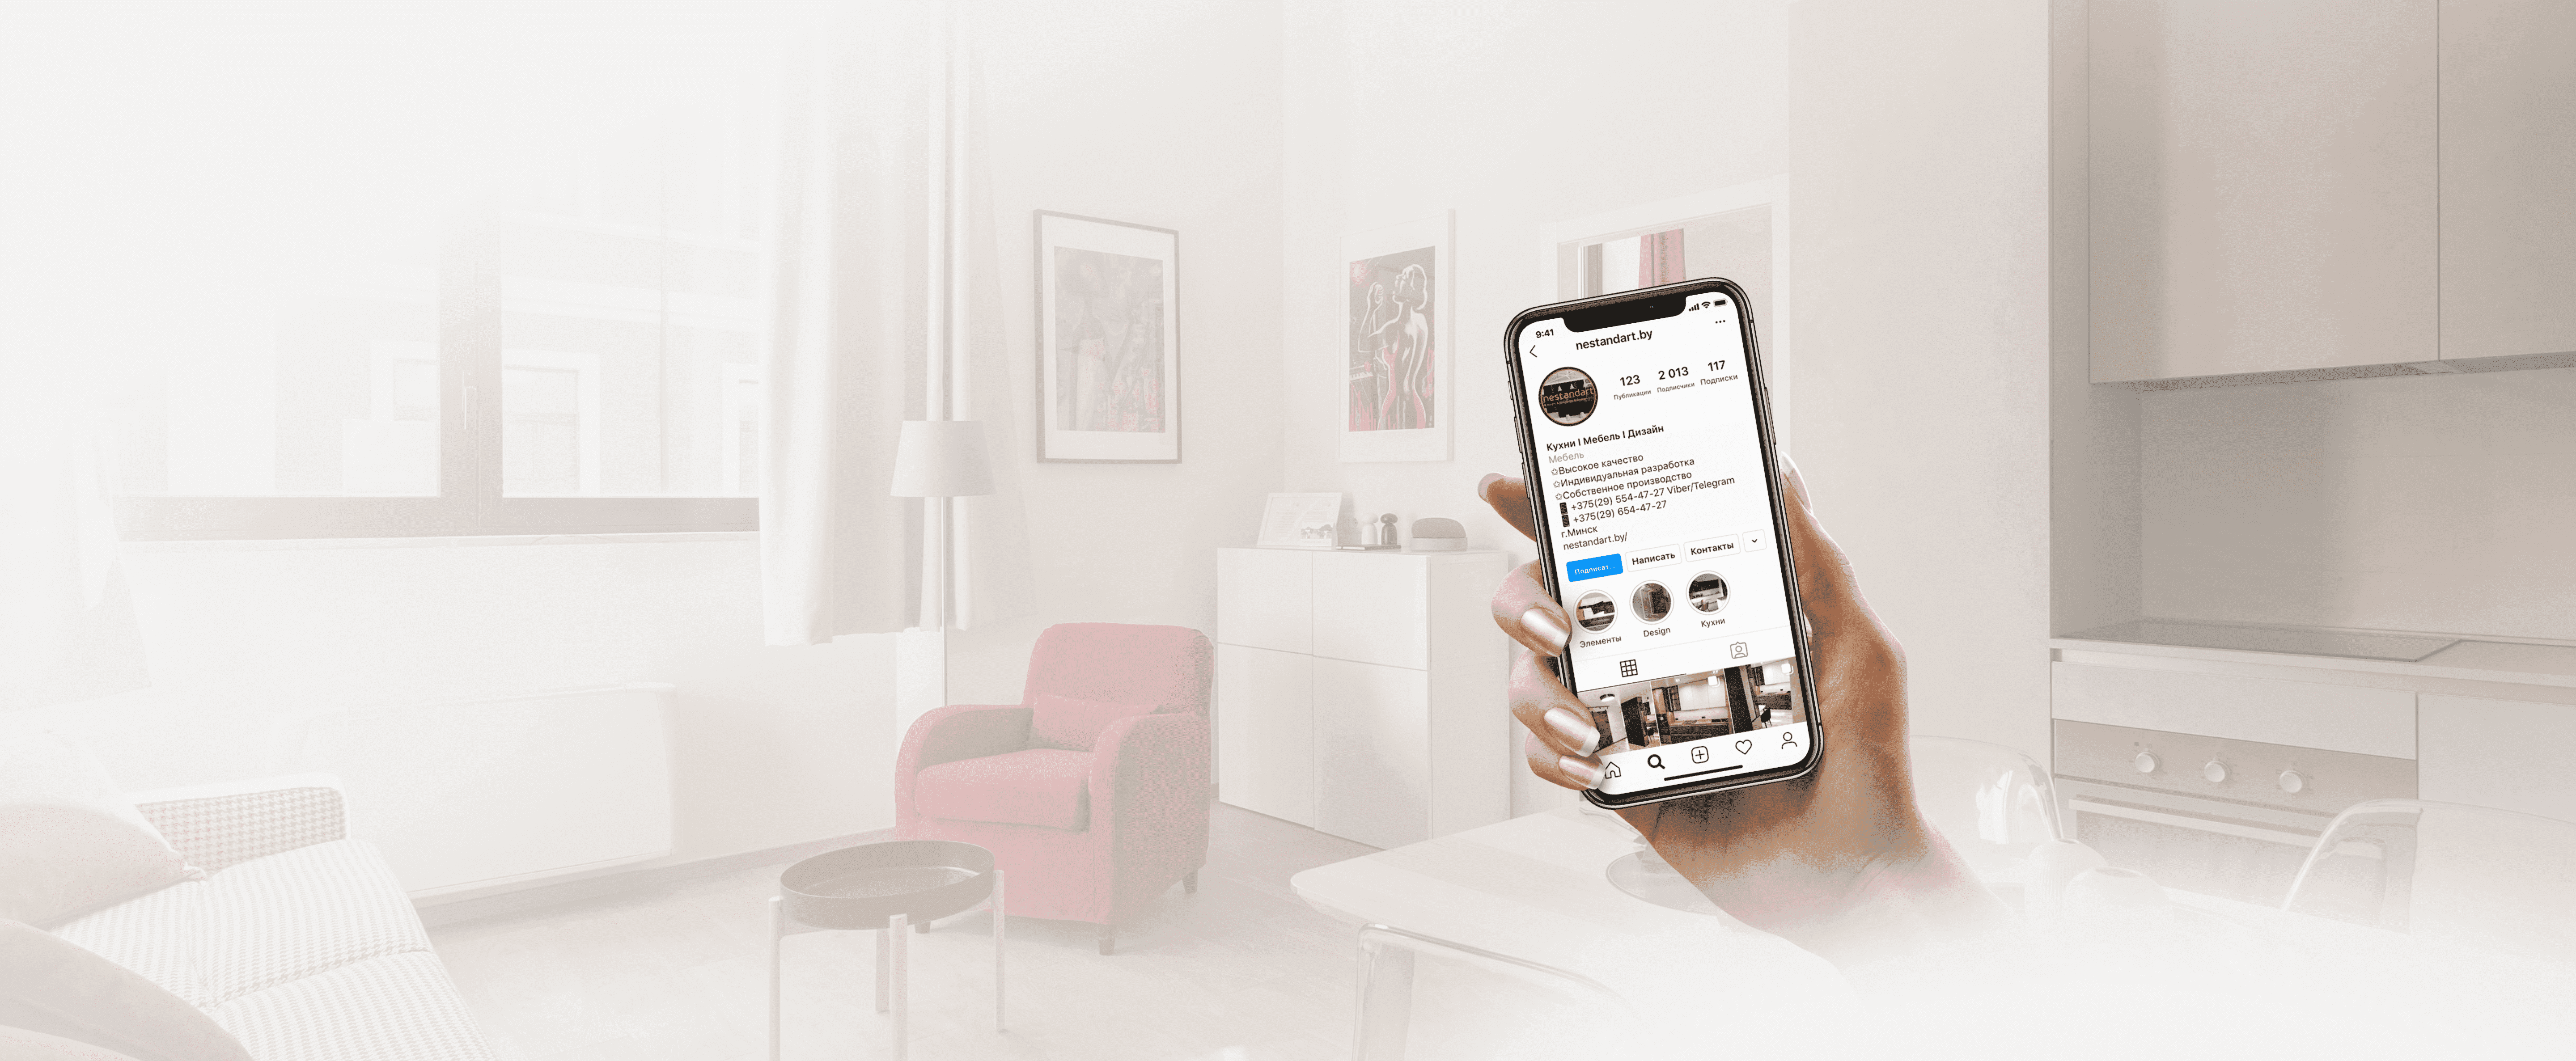 9:41
nestandart.by
123
2 013
117
Публикации
Подписчики
Подписки
nestandart
Кухни I Мебель I Дизайн
Мебель
✩Высокое качество
✩Индивидуальная разработка
✩Собственное производство
📱 +375(29) 554-47-27 Viber/Telegram
📱 +375(29) 654-47-27
г.Минск
nestandart.by/
Подписат...
Написать
Контакты
Элементы
Design
Кухни